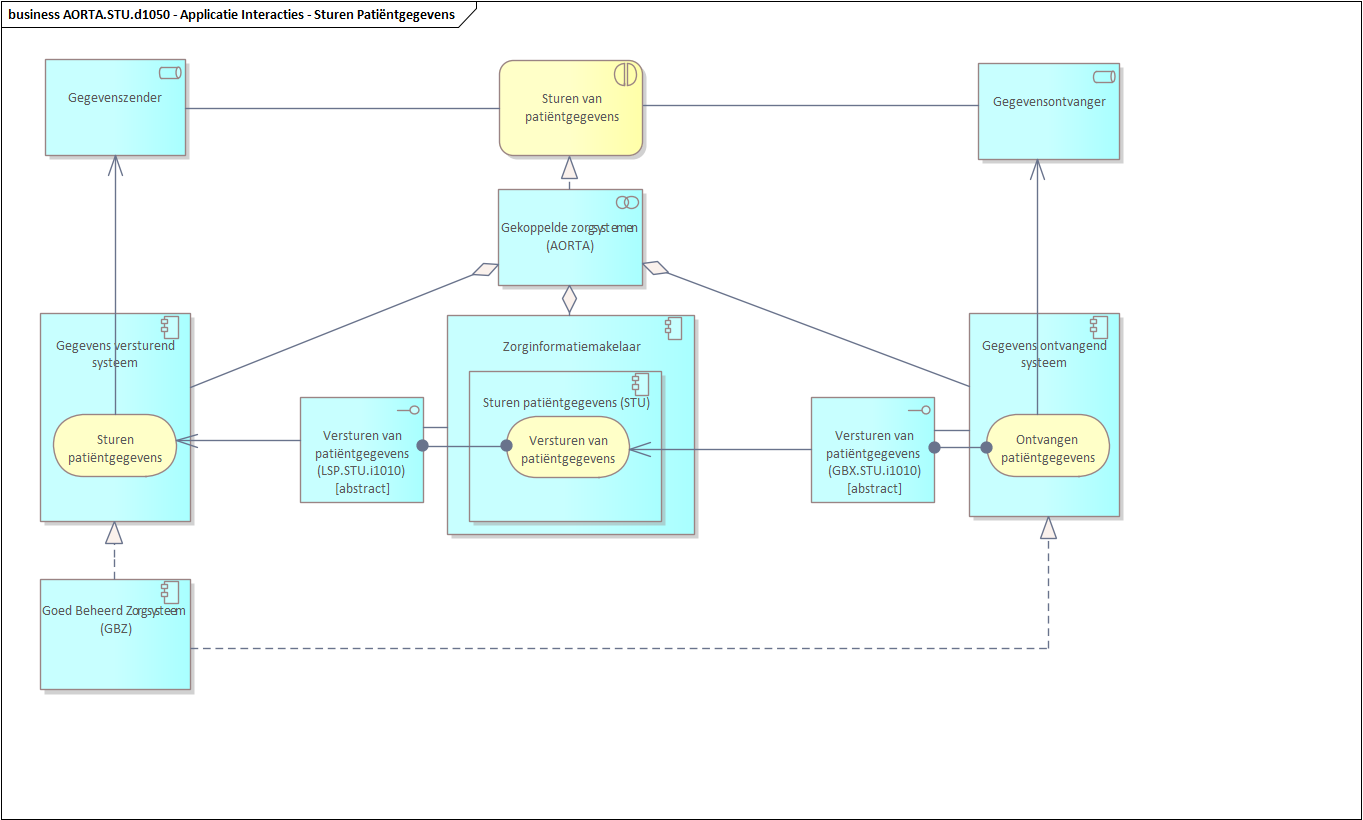 business AORTA.STU.d1050 - Applicatie Interacties - Sturen Patiëntgegevens
Gegevenszender
Sturen van
patiëntgegevens
Gegevensontvanger
Gekoppelde zorgsystemen
(AORTA)
Gegevens versturend
systeem
Zorginformatiemakelaar
Gegevens ontvangend
systeem
Sturen patiëntgegevens (STU)
Sturen
patiëntgegevens
Versturen van
patiëntgegevens
(LSP.STU.i1010)
[abstract]
Versturen van
patiëntgegevens
Versturen van
patiëntgegevens
(GBX.STU.i1010)
[abstract]
Ontvangen
patiëntgegevens
Goed Beheerd Zorgsysteem
(GBZ)